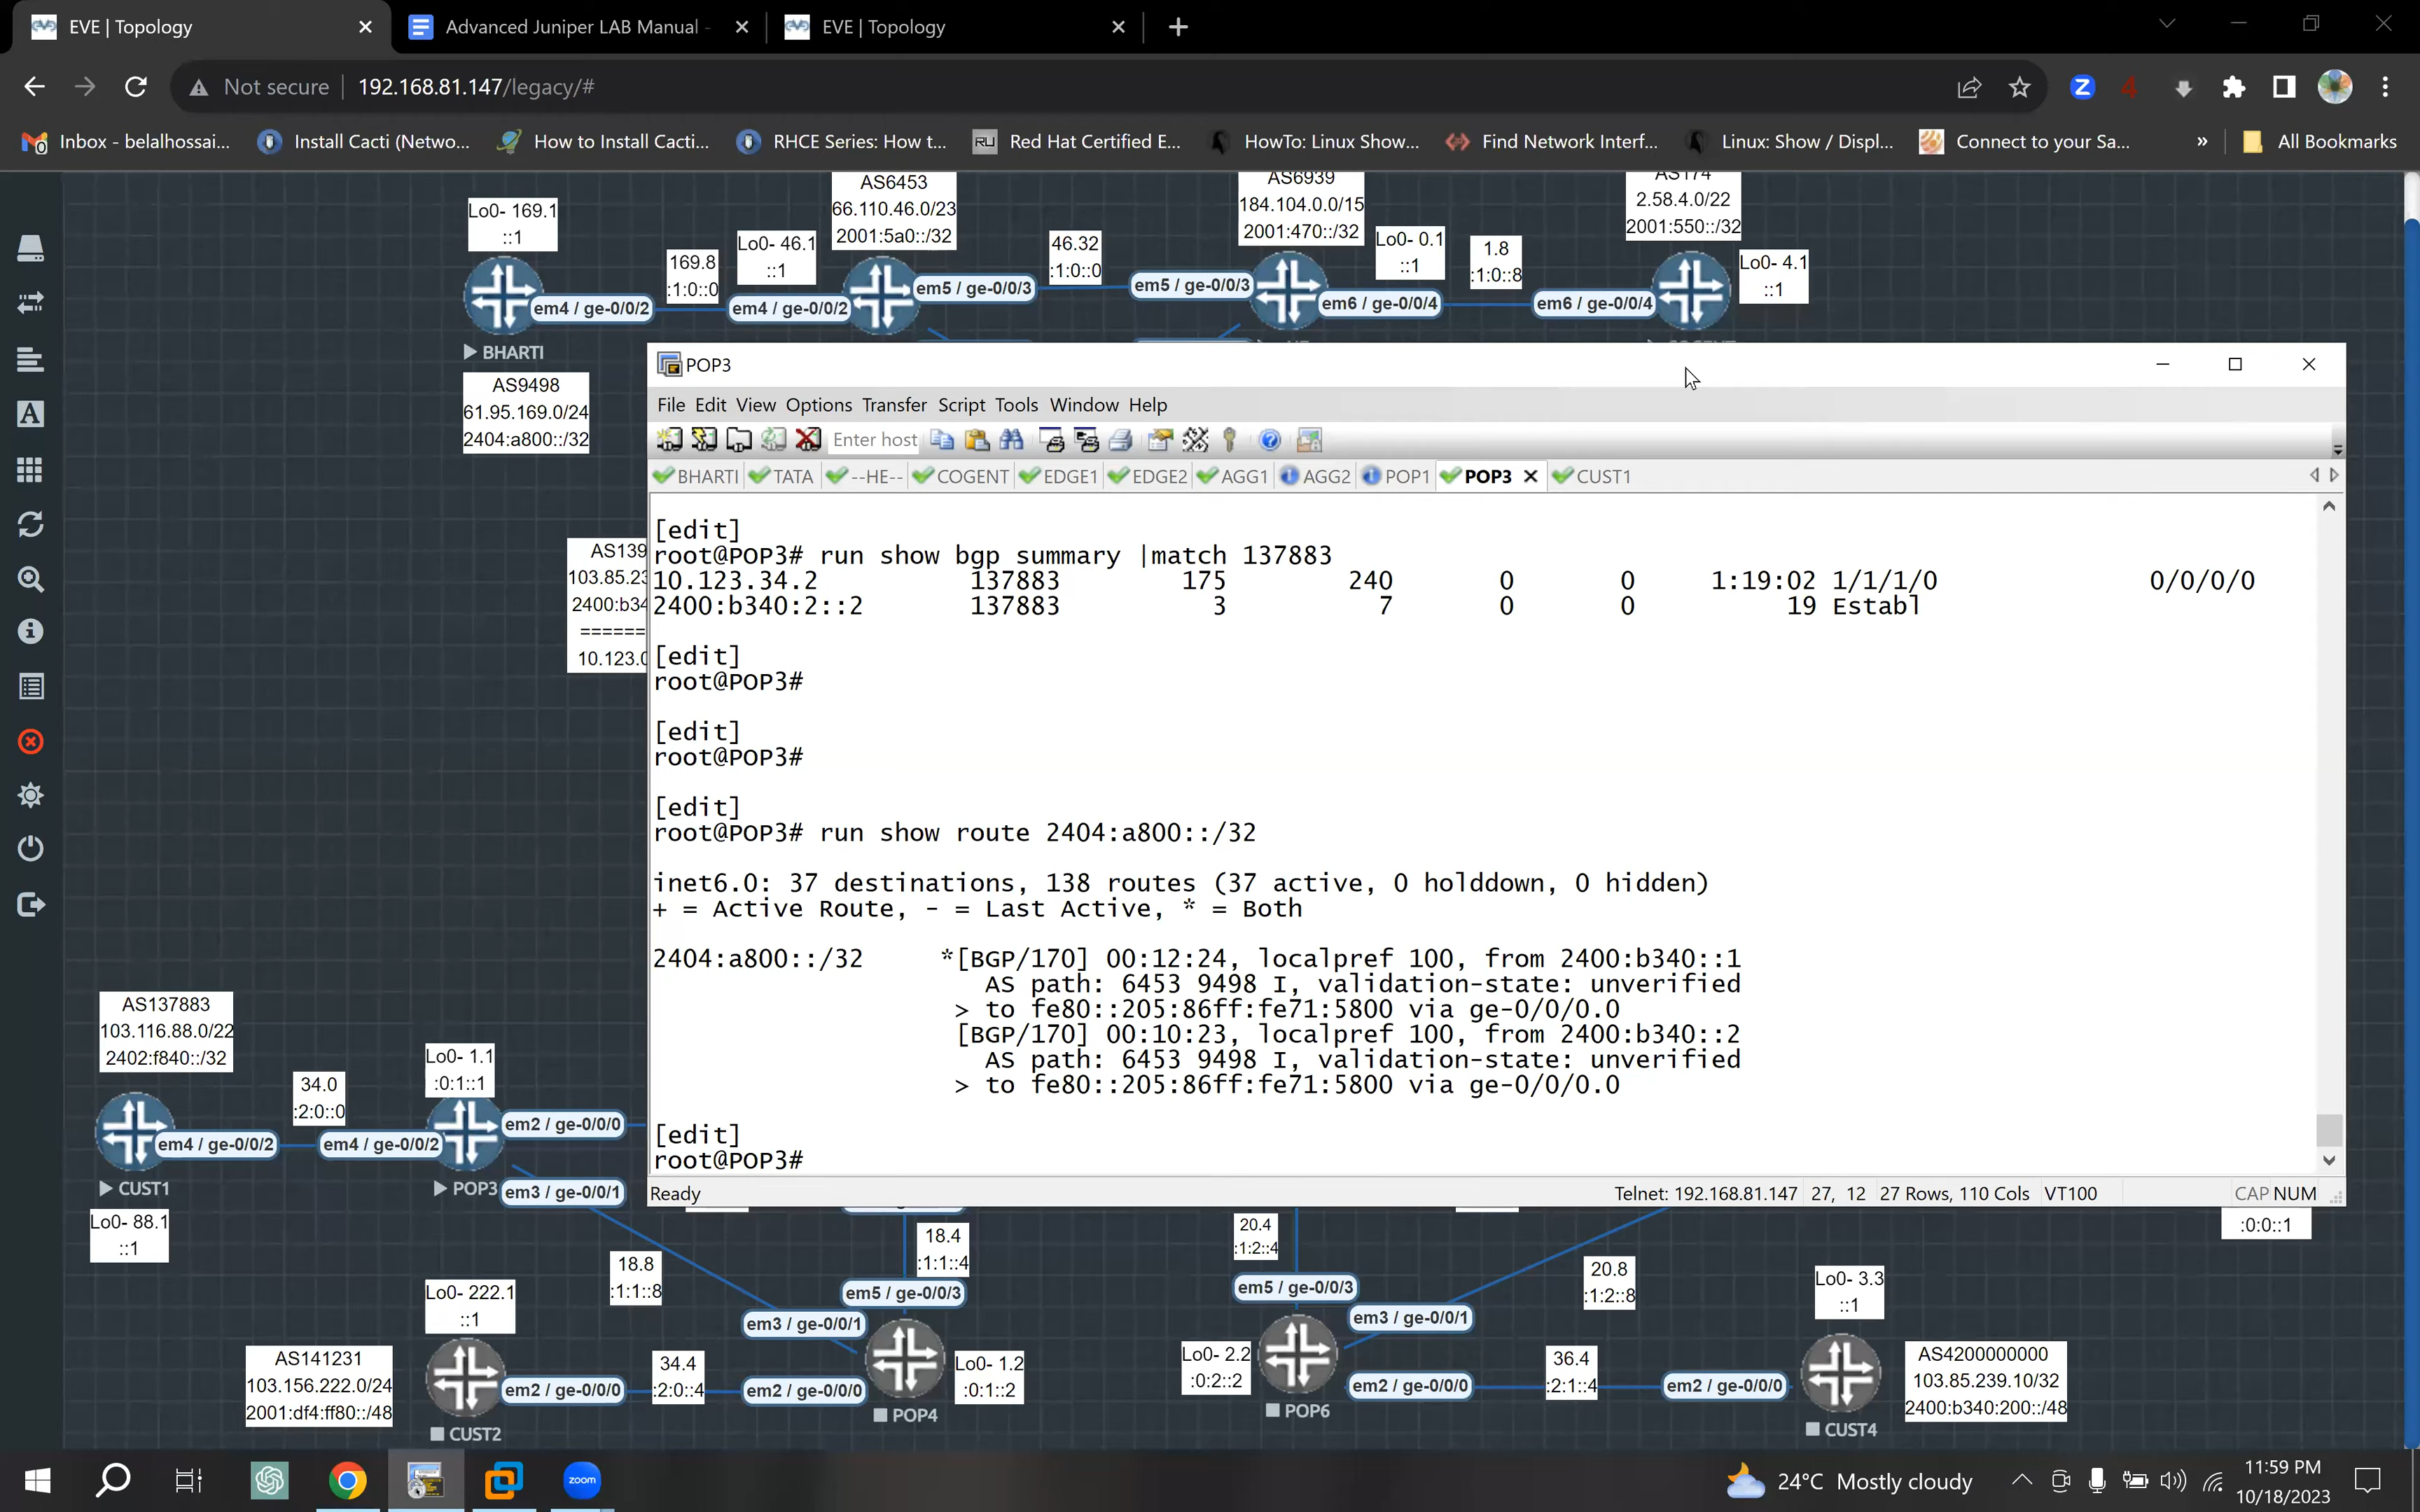 EVE | Topology
Advanced Juniper LAB Manual -
EVE | Topology
Not secure
192.168.81.147/legacy/#
Inbox - belalhossai...
Install Cacti (Netwo...
How to Install Cacti...
RHCE Series: How t...
Red Hat Certified E...
HowTo: Linux Show...
Find Network Interf...
Linux: Show / Displ...
Connect to your Sa...
»
All Bookmarks
AS6453
66.110.46.0/23
2001:5a0::/32
AS6939
184.104.0.0/15
2001:470::/32
AS174
2.58.4.0/22
2001:550::/32
Lo0- 169.1
::1
169.8
:1:0::0
Lo0- 46.1
::1
46.32
:1:0::0
Lo0- 0.1
::1
1.8
:1:0::8
Lo0- 4.1
::1
em4 / ge-0/0/2
em4 / ge-0/0/2
em5 / ge-0/0/3
em5 / ge-0/0/3
em6 / ge-0/0/4
em6 / ge-0/0/4
BHARTI
AS9498
61.95.169.0/24
2404:a800::/32
AS139
103.85.23
2400:b34
======
10.123.0
POP3
File Edit View Options Transfer Script Tools Window Help
Enter host
BHARTI
TATA
--HE--
COGENT
EDGE1
EDGE2
AGG1
AGG2
POP1
POP3
CUST1
[edit]
root@POP3# run show bgp summary |match 137883
10.123.34.2 137883 175 240 0 0 1:19:02 1/1/1/0 0/0/0/0
2400:b340:2::2 137883 3 7 0 0 19 Establ
[edit]
root@POP3#
[edit]
root@POP3#
[edit]
root@POP3# run show route 2404:a800::/32
inet6.0: 37 destinations, 138 routes (37 active, 0 holddown, 0 hidden)
+ = Active Route, - = Last Active, * = Both
2404:a800::/32 *[BGP/170] 00:12:24, localpref 100, from 2400:b340::1
AS path: 6453 9498 I, validation-state: unverified
> to fe80::205:86ff:fe71:5800 via ge-0/0/0.0
[BGP/170] 00:10:23, localpref 100, from 2400:b340::2
AS path: 6453 9498 I, validation-state: unverified
> to fe80::205:86ff:fe71:5800 via ge-0/0/0.0
[edit]
root@POP3#
Ready
Telnet: 192.168.81.147 27, 12 27 Rows, 110 Cols VT100 CAP NUM
AS137883
103.116.88.0/22
2402:f840::/32
34.0
:2:0::0
Lo0- 1.1
:0:1::1
em4 / ge-0/0/2
em4 / ge-0/0/2
em2 / ge-0/0/0
CUST1
POP3
em3 / ge-0/0/1
Lo0- 88.1
::1
:0:0::1
18.8
:1:1::8
18.4
:1:1::4
20.4
:1:2::4
20.8
:1:2::8
Lo0- 3.3
::1
Lo0- 222.1
::1
em5 / ge-0/0/3
em3 / ge-0/0/1
em5 / ge-0/0/3
em3 / ge-0/0/1
AS141231
103.156.222.0/24
2001:df4:ff80::/48
em2 / ge-0/0/0
34.4
:2:0::4
em2 / ge-0/0/0
Lo0- 1.2
:0:1::2
Lo0- 2.2
:0:2::2
em2 / ge-0/0/0
36.4
:2:1::4
em2 / ge-0/0/0
AS4200000000
103.85.239.10/32
2400:b340:200::/48
CUST2
POP4
POP6
CUST4
zoom
24°C Mostly cloudy
11:59 PM
10/18/2023